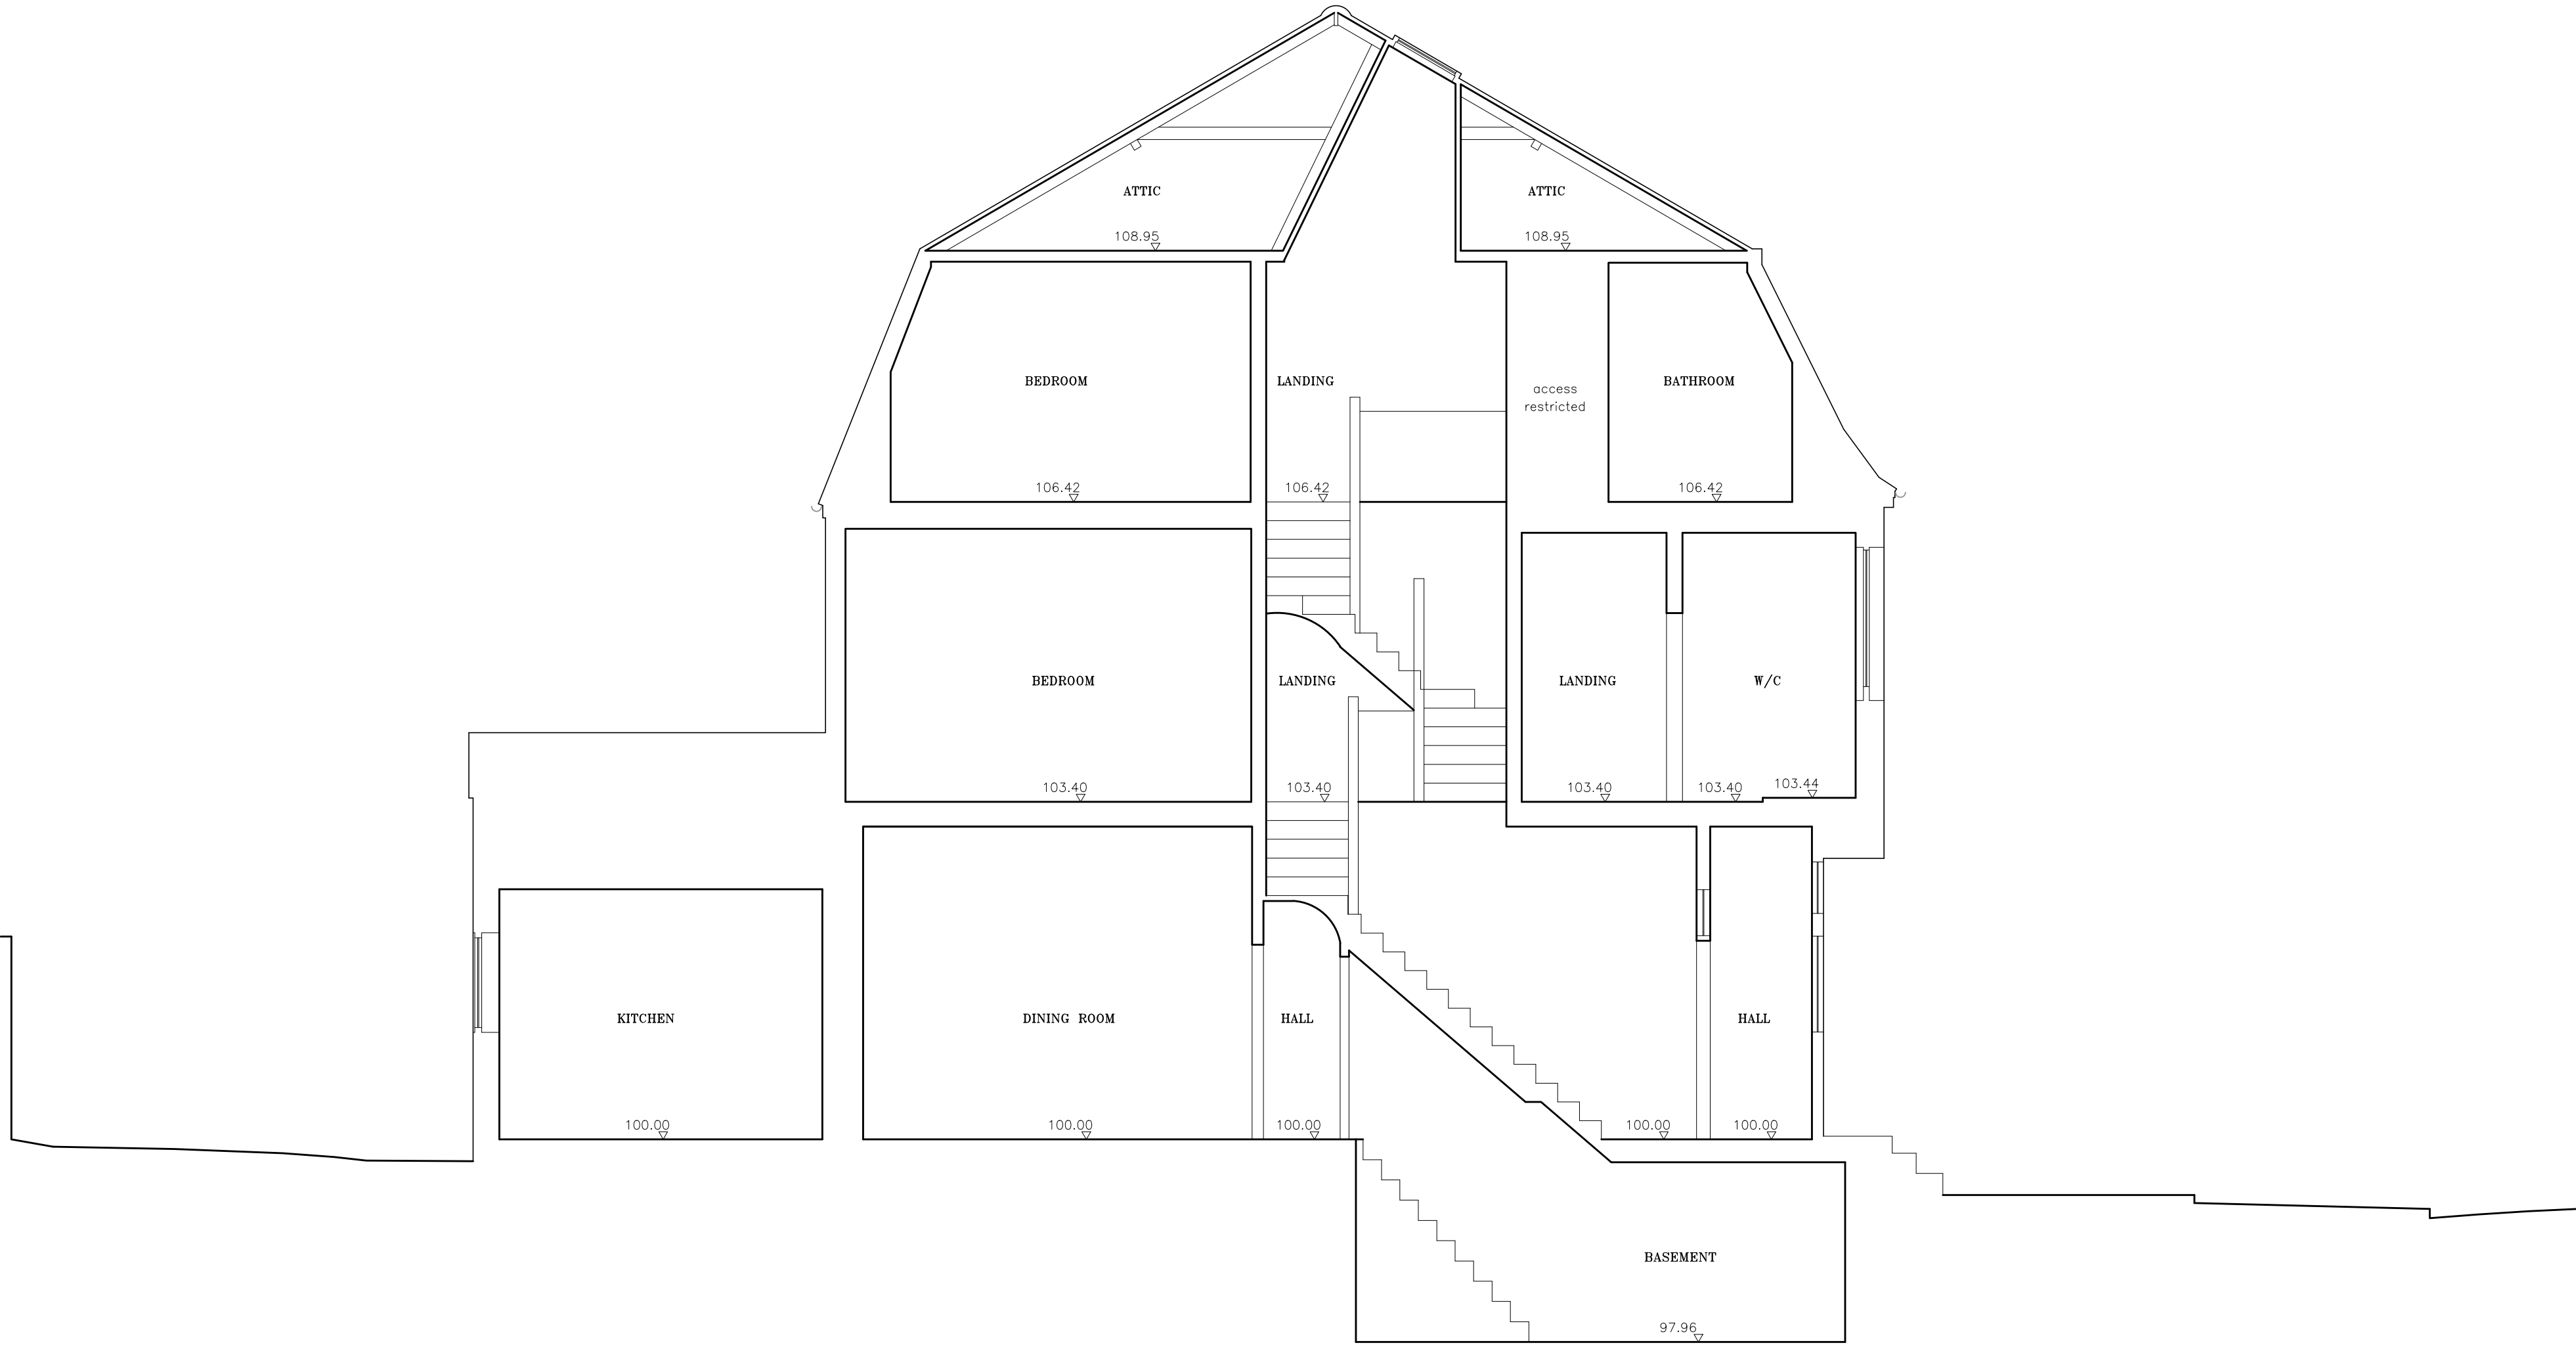 ATTIC
ATTIC
108.95
108.95
BEDROOM
LANDING
access
restricted
BATHROOM
106.42
106.42
106.42
BEDROOM
LANDING
LANDING
W/C
103.40
103.40
103.40
103.40
103.44
KITCHEN
DINING ROOM
HALL
HALL
100.00
100.00
100.00
100.00
100.00
BASEMENT
97.96